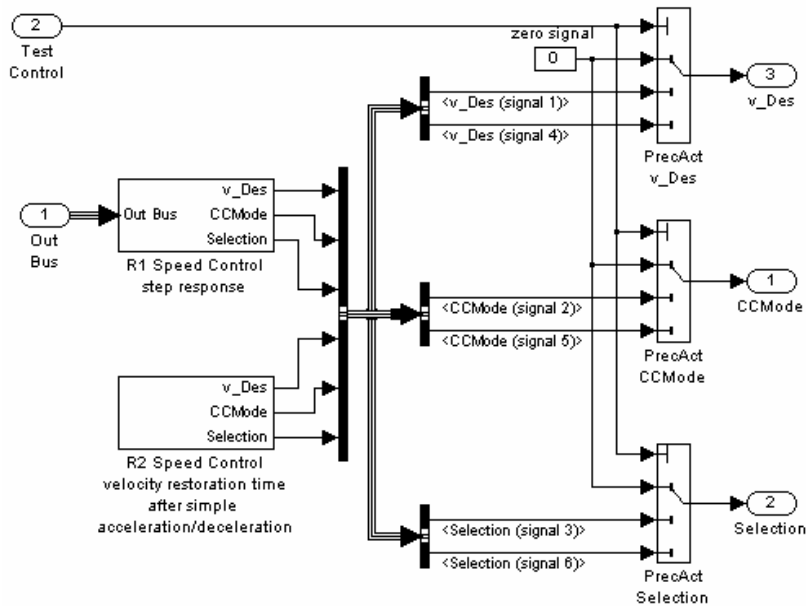 2
Test
Control
zero signal
0
3
v_Des
<v_Des (signal 1)>
<v_Des (signal 4)>
PrecAct
v_Des
1
Out
Bus
Out Bus
v_Des
CCMode
Selection
R1 Speed Control
step response
<CCMode (signal 2)>
<CCMode (signal 5)>
1
CCMode
PrecAct
CCMode
v_Des
CCMode
Selection
R2 Speed Control
velocity restoration time
after simple
acceleration/deceleration
<Selection (signal 3)>
<Selection (signal 6)>
2
Selection
PrecAct
Selection